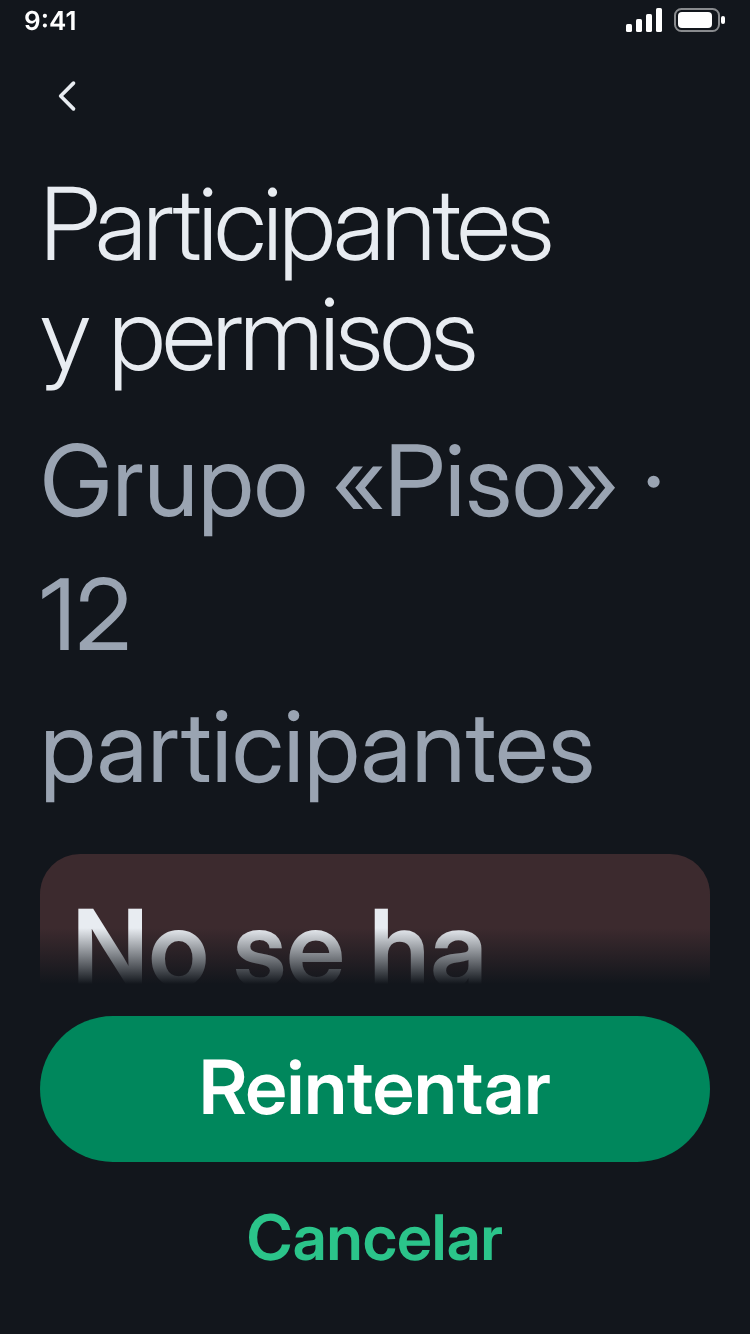 9:41
Participantes
y permisos
Grupo «Piso» ·
12
participantes
No se ha
Reintentar
Cancelar